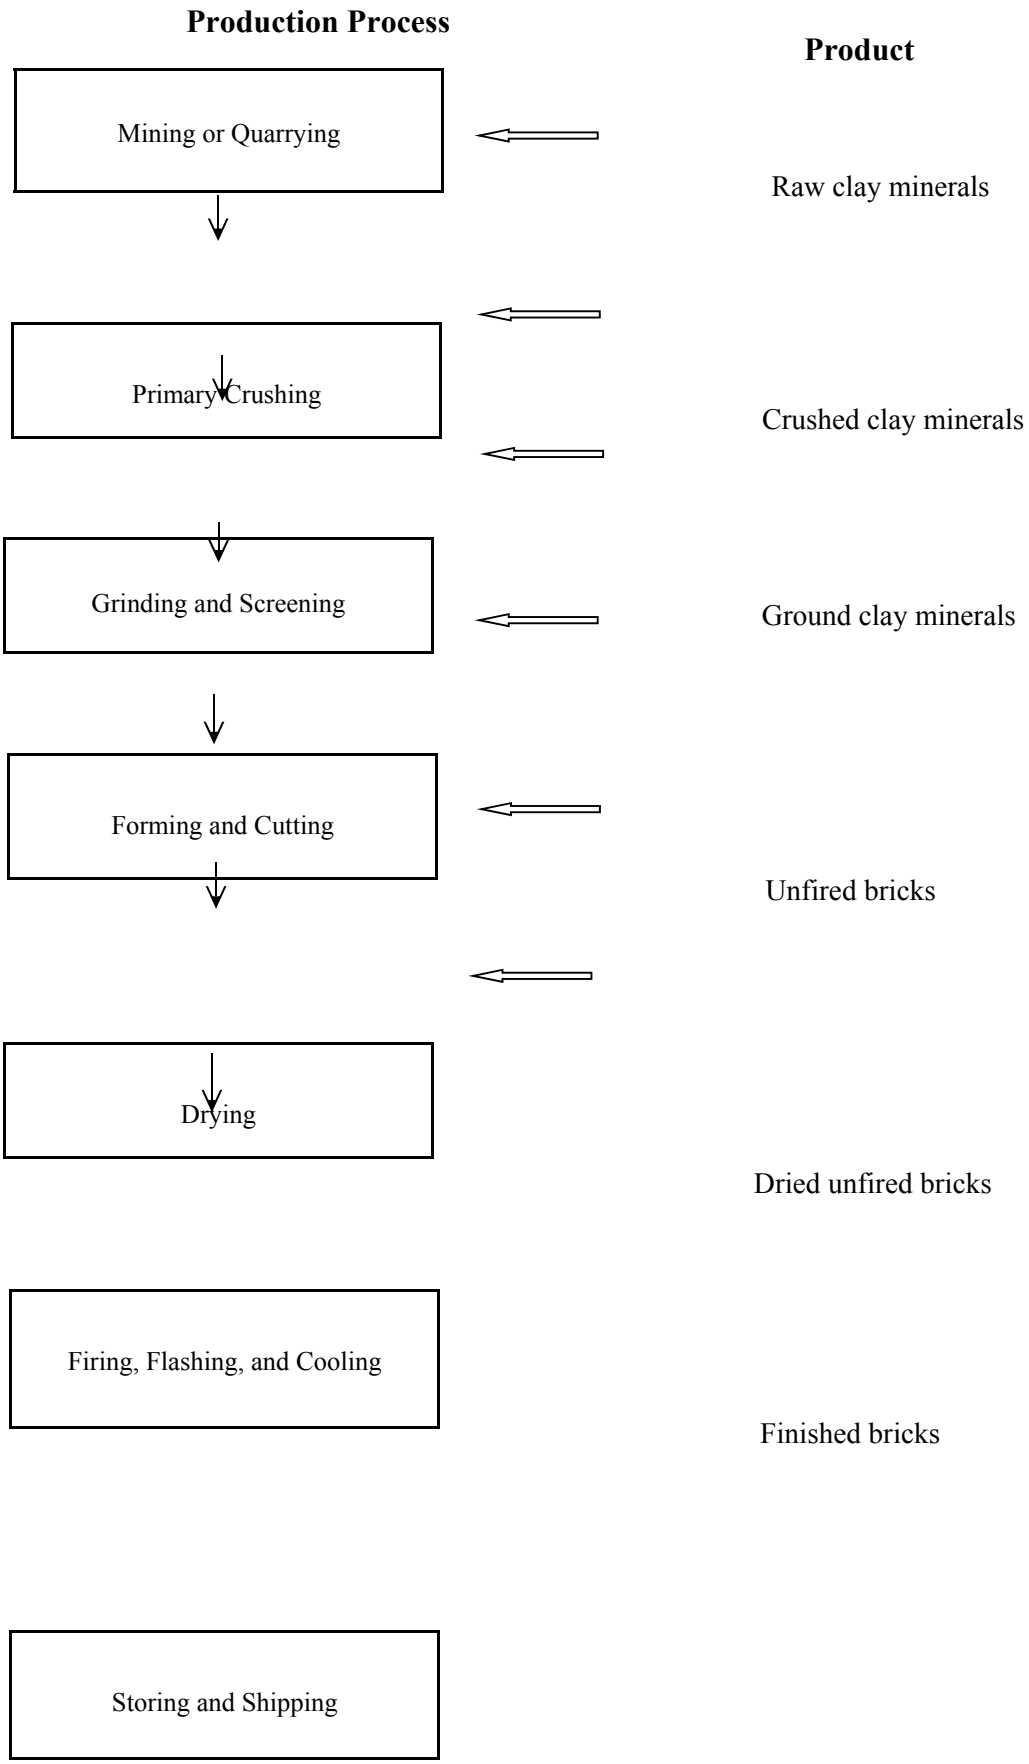 Production Process
Product
Mining or Quarrying
Raw clay minerals
Primary Crushing
Crushed clay minerals
Grinding and Screening
Ground clay minerals
Forming and Cutting
Unfired bricks
Drying
Dried unfired bricks
Firing, Flashing, and Cooling
Finished bricks
Storing and Shipping